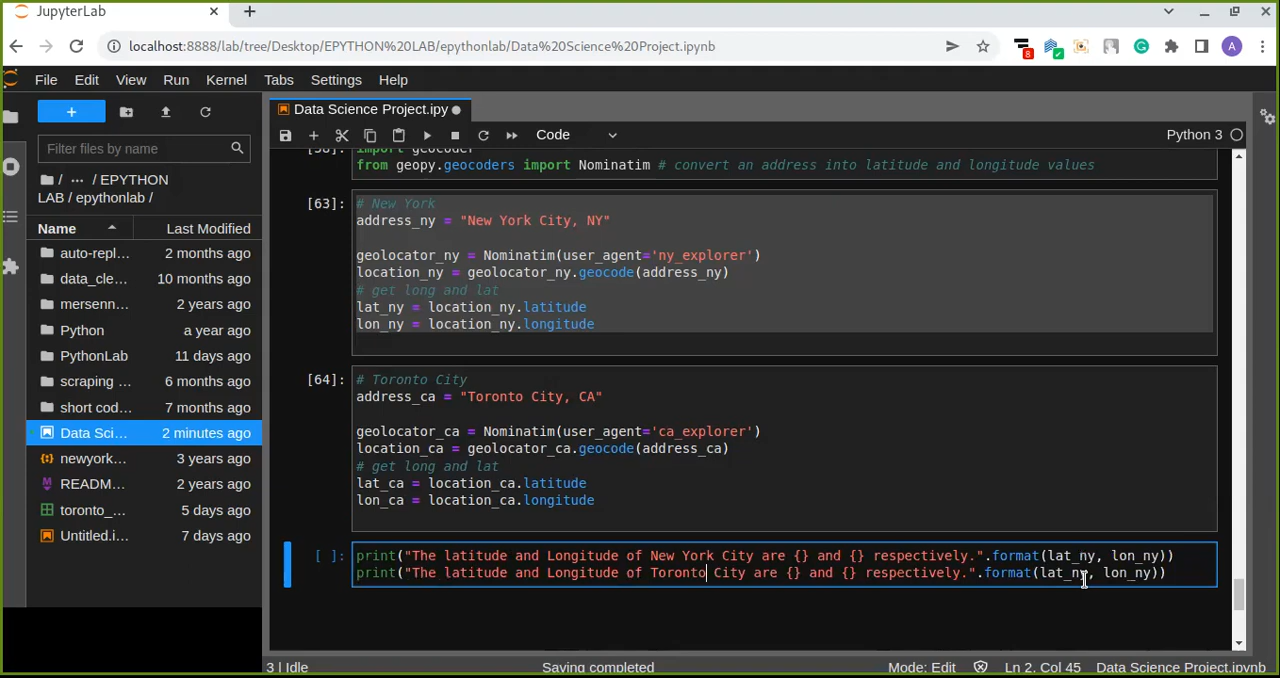 JupyterLab
localhost:8888/lab/tree/Desktop/EPYTHON%20LAB/epythonlab/Data%20Science%20Project.ipynb
8
A
File Edit View Run Kernel Tabs Settings Help
Filter files by name
/ ··· / EPYTHON
LAB / epythonlab /
Name Last Modified
auto-repl... 2 months ago
data_cle... 10 months ago
mersenn... 2 years ago
Python a year ago
PythonLab 11 days ago
scraping ... 6 months ago
short cod... 7 months ago
Data Sci... 2 minutes ago
newyork... 3 years ago
READM... 2 years ago
toronto_... 5 days ago
Untitled.i... 7 days ago
Data Science Project.ipy
Code
Python 3
[58]: import geocoder
from geopy.geocoders import Nominatim # convert an address into latitude and longitude values
[63]: # New York
address_ny = "New York City, NY"
geolocator_ny = Nominatim(user_agent='ny_explorer')
location_ny = geolocator_ny.geocode(address_ny)
# get long and lat
lat_ny = location_ny.latitude
lon_ny = location_ny.longitude
[64]: # Toronto City
address_ca = "Toronto City, CA"
geolocator_ca = Nominatim(user_agent='ca_explorer')
location_ca = geolocator_ca.geocode(address_ca)
# get long and lat
lat_ca = location_ca.latitude
lon_ca = location_ca.longitude
[ ]: print("The latitude and Longitude of New York City are {} and {} respectively.".format(lat_ny, lon_ny))
print("The latitude and Longitude of Toronto City are {} and {} respectively.".format(lat_ny, lon_ny))
3 | Idle Saving completed Mode: Edit Ln 2, Col 45 Data Science Project.ipynb